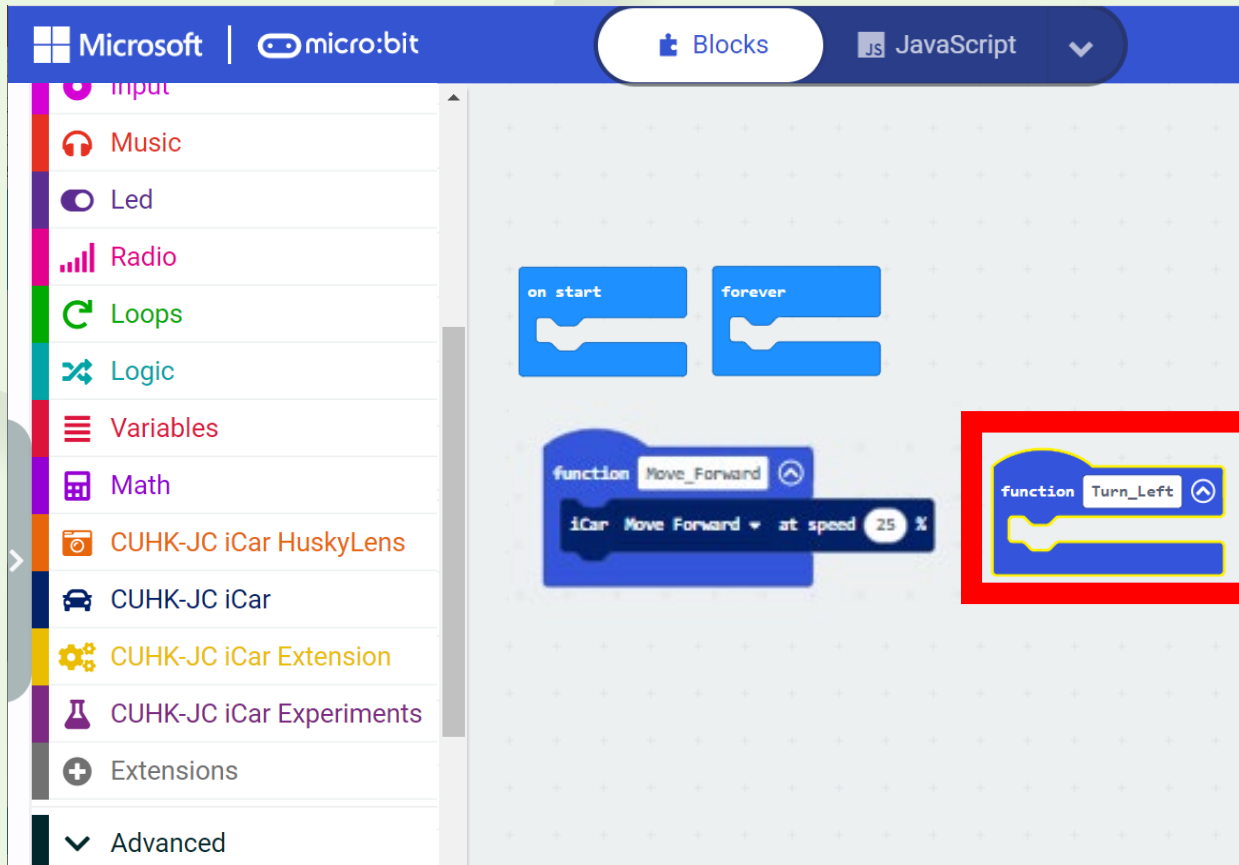 Microsoft micro:bit Blocks JS JavaScript
Input
Music
Led
Radio
Loops
Logic
Variables
Math
CUHK-JC iCar HuskyLens
CUHK-JC iCar
CUHK-JC iCar Extension
CUHK-JC iCar Experiments
Extensions
Advanced
on start
forever
function Move_Forward
iCar Move Forward at speed 25 %
function Turn_Left